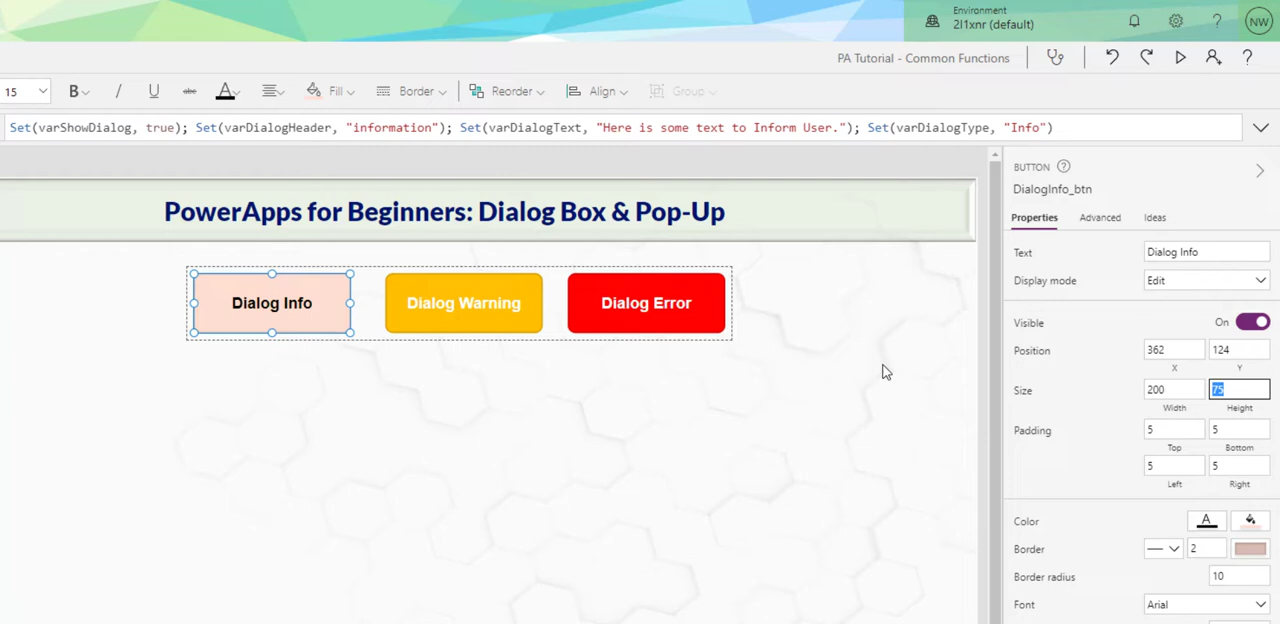 Environment
2l1xnr (default)
?
NW
PA Tutorial - Common Functions
?
15
B
/
U
abc
A
Fill
Border
Reorder
Align
Group
Set(varShowDialog, true); Set(varDialogHeader, "information"); Set(varDialogText, "Here is some text to Inform User."); Set(varDialogType, "Info")
PowerApps for Beginners: Dialog Box & Pop-Up
Dialog Info
Dialog Warning
Dialog Error
BUTTON ?
DialogInfo_btn
Properties Advanced Ideas
Text Dialog Info
Display mode Edit
Visible On
Position 362 124
X Y
Size 200 75
Width Height
Padding 5 5
Top Bottom
5 5
Left Right
Color A
Border 2
Border radius 10
Font Arial